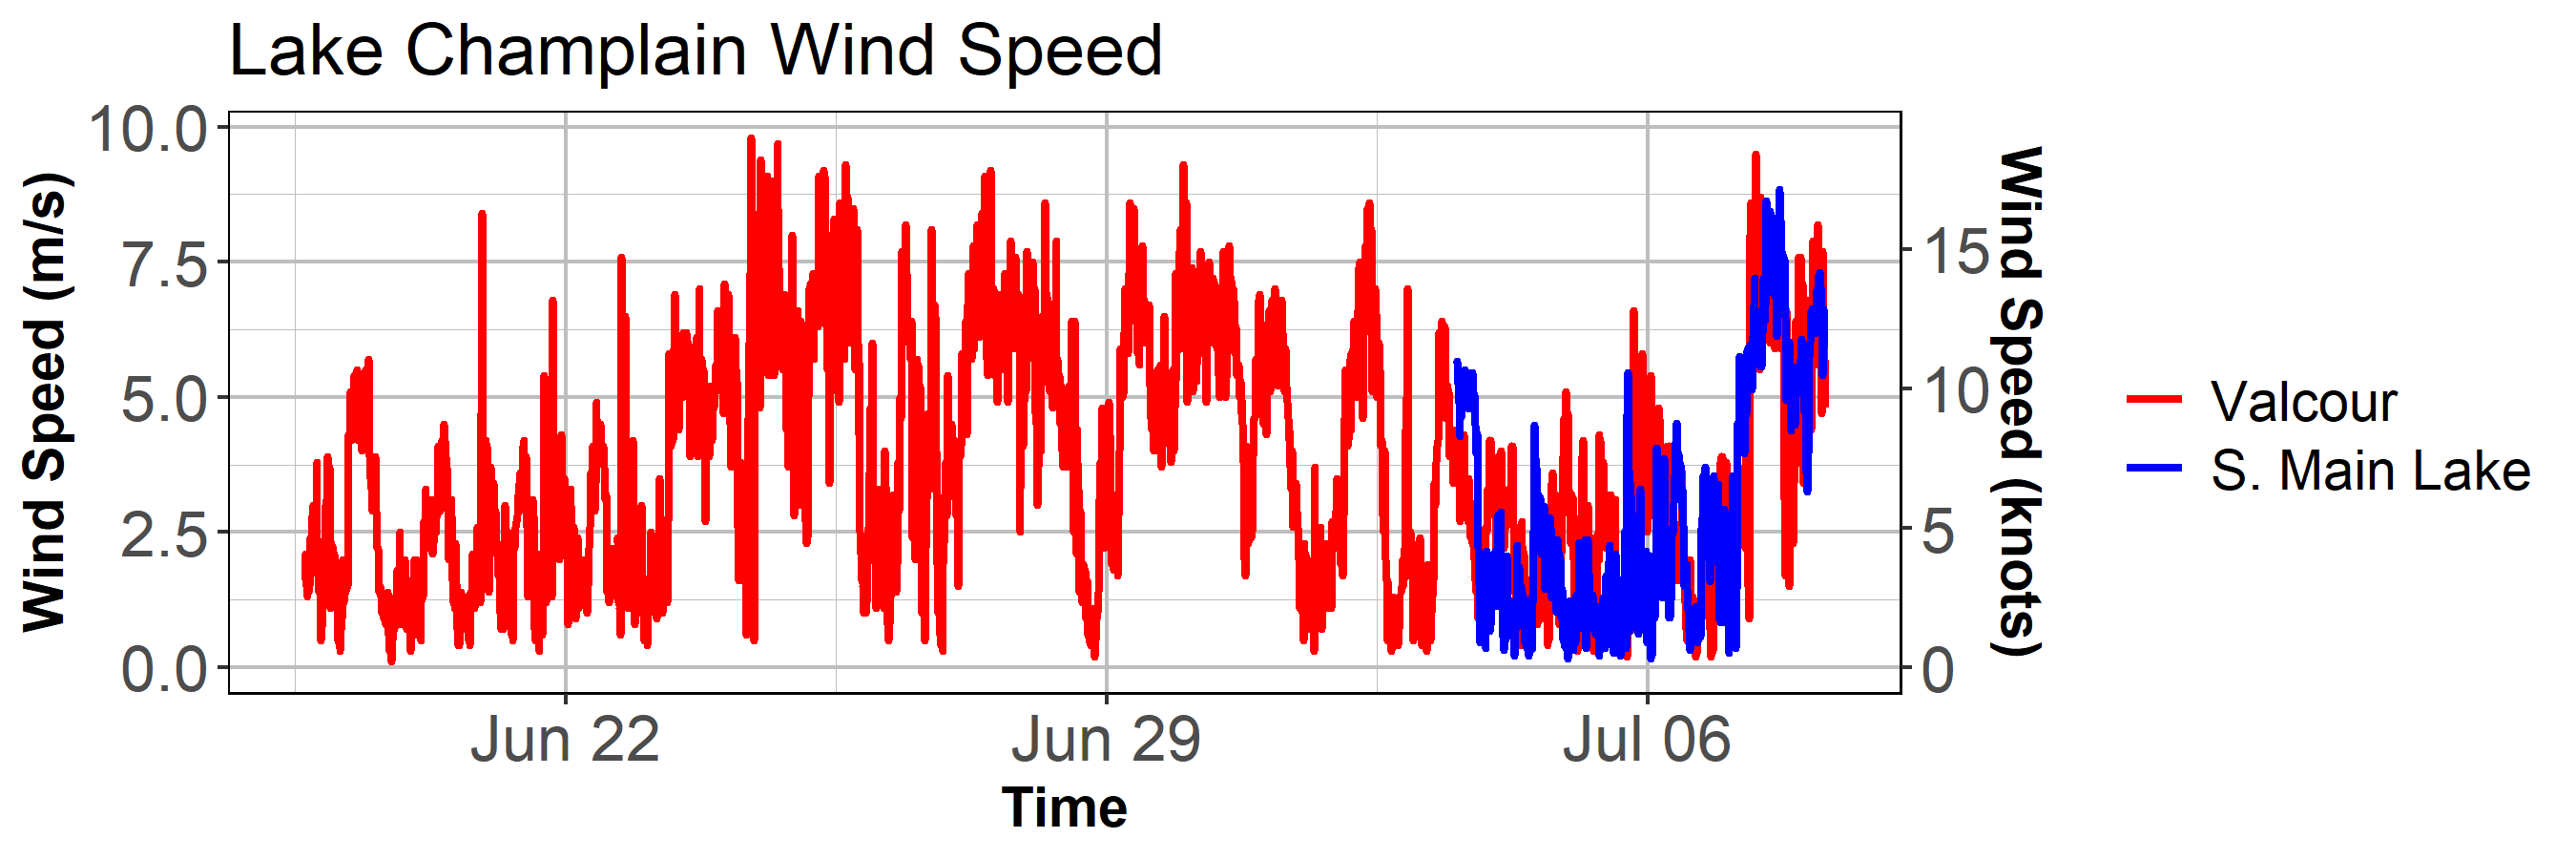 Lake Champlain Wind Speed
10.0
7.5
5.0
2.5
0.0
Wind Speed (m/s)
15
10
5
0
Wind Speed (knots)
Jun 22
Jun 29
Jul 06
Time
Valcour
S. Main Lake